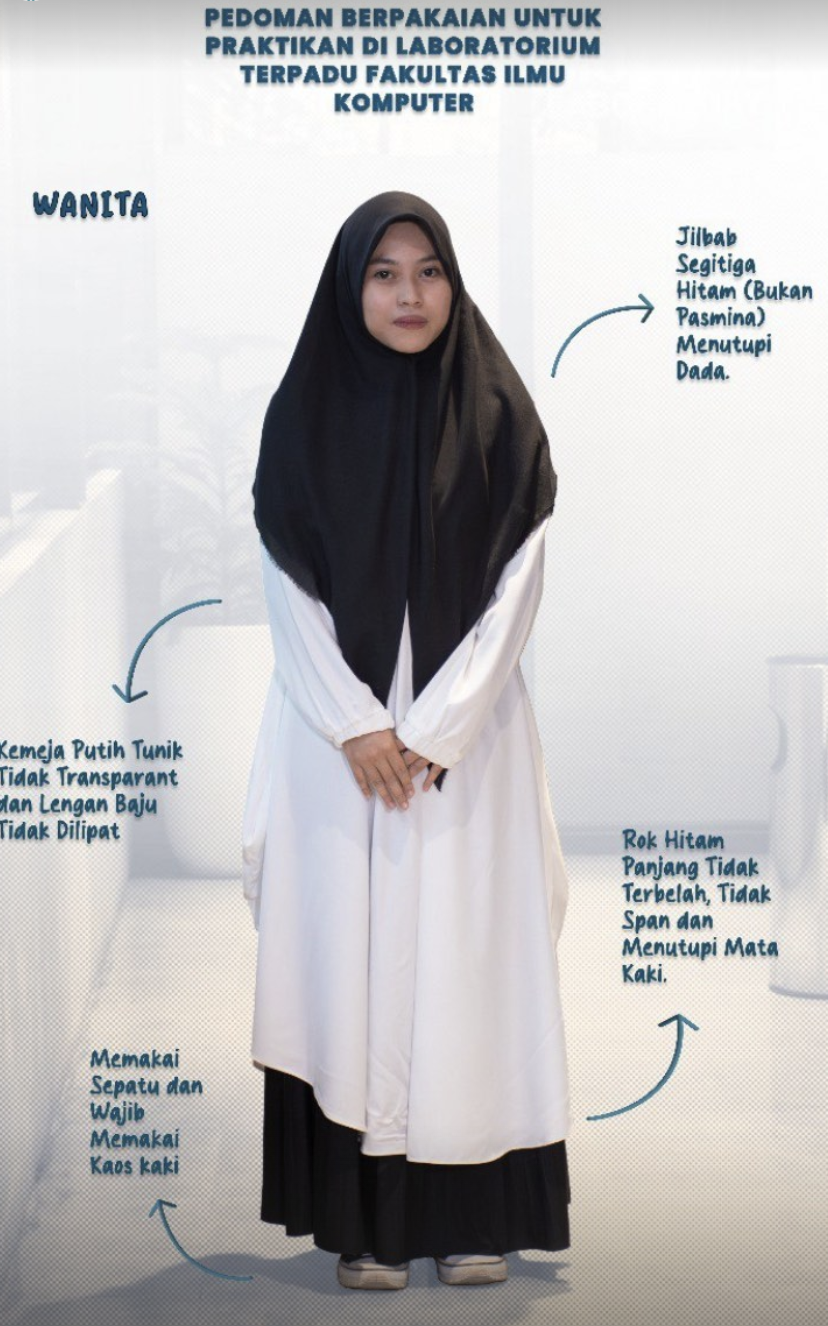 PEDOMAN BERPAKAIAN UNTUK
PRAKTIKAN DI LABORATORIUM
TERPADU FAKULTAS ILMU
KOMPUTER
WANITA
Jilbab
Segitiga
Hitam (Bukan
Pasmina)
Menutupi
Dada.
Kemeja Putih Tunik
Tidak Transparant
dan Lengan Baju
Tidak Dilipat
Rok Hitam
Panjang Tidak
Terbelah, Tidak
Span dan
Menutupi Mata
Kaki.
Memakai
Sepatu dan
Wajib
Memakai
Kaos kaki